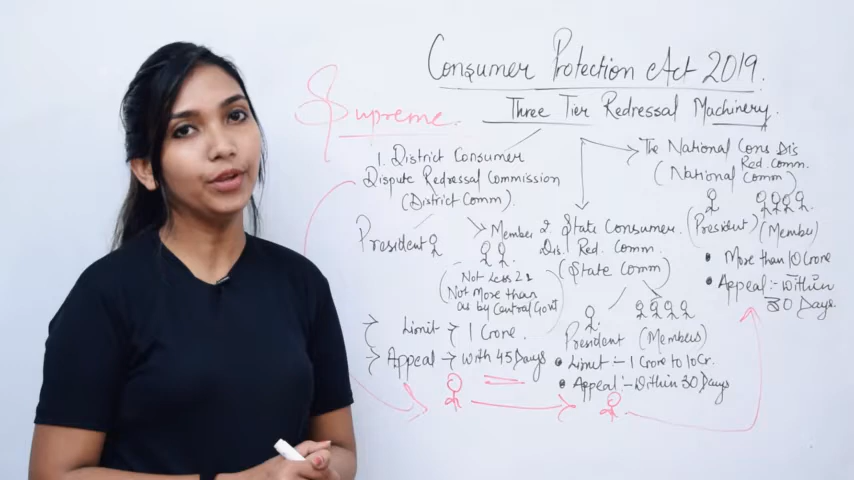 Consumer Protection Act 2019.
Three Tier Redressal Machinery.
Supreme.
1. District Consumer
Dispute Redressal Commission
(District Comm).
President
Member
(Not Less 2
Not More than
as by Central Govt)
Limit → 1 Crore.
Appeal → with 45 Days
2. State Consumer.
Dis. Red. Comm.
(State Comm)
President (Members)
• Limit :- 1 Crore to 10 Cr.
• Appeal :- Within 30 Days
The National Cons Dis
Red. Comm.
(National Comm)
(President) (Member)
• More than 10 Crore
• Appeal :- Within
30 Days